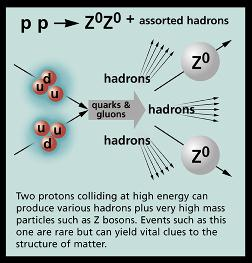 p p → Z⁰Z⁰ + assorted hadrons
Z⁰
hadrons
u d u
quarks &
gluons
hadrons
u u d
hadrons
Z⁰
Two protons colliding at high energy can
produce various hadrons plus very high mass
particles such as Z bosons. Events such as this
one are rare but can yield vital clues to the
structure of matter.